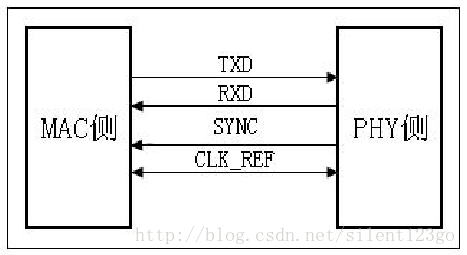 TXD
RXD
MAC侧
SYNC
PHY侧
CLK_REF
http://blog.csdn.net/silent123go